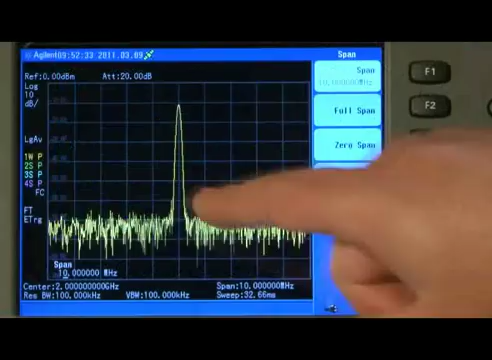 Agilent 09:52:33 2011.03.09
Span
Ref:0.00dBm Att:20.00dB
Span
10.000000MHz
Log
10
dB/
Full Span
LgAv
Zero Span
1W P
2S P
3S P
4S P
FC
FT
ETrg
Span
10.000000 MHz
Center:2.000000000GHz Span:10.000000MHz
Res BW:100.000kHz VBW:100.000kHz Sweep:32.66ms
F1
F2